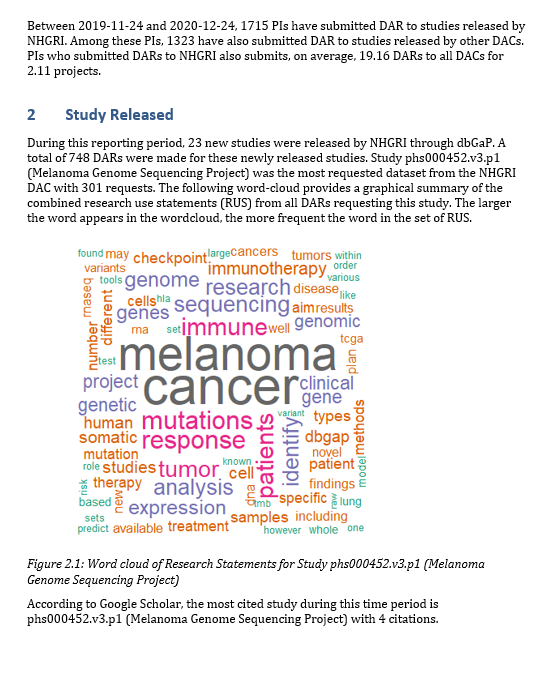 Between 2019-11-24 and 2020-12-24, 1715 PIs have submitted DAR to studies released by
NHGRI. Among these PIs, 1323 have also submitted DAR to studies released by other DACs.
PIs who submitted DARs to NHGRI also submits, on average, 19.16 DARs to all DACs for
2.11 projects.
2 Study Released
During this reporting period, 23 new studies were released by NHGRI through dbGaP. A
total of 748 DARs were made for these newly released studies. Study phs000452.v3.p1
(Melanoma Genome Sequencing Project) was the most requested dataset from the NHGRI
DAC with 301 requests. The following word-cloud provides a graphical summary of the
combined research use statements (RUS) from all DARs requesting this study. The larger
the word appears in the wordcloud, the more frequent the word in the set of RUS.
found may checkpoint large cancers tumors within
variants immunotherapy order
tools genome research disease various
rnaseq different cells hla sequencing aim results like
genes
number rna set immune well genomic
test melanoma tcga
plan
project cancer clinical
genetic gene
human mutations variant types
somatic response patients identify dbgap methods
mutation known novel
role studies tumor cell patient model
risk therapy analysis dna findings
based new expression tmb specific raw lung
sets samples including
predict available treatment however whole one
Figure 2.1: Word cloud of Research Statements for Study phs000452.v3.p1 (Melanoma
Genome Sequencing Project)
According to Google Scholar, the most cited study during this time period is
phs000452.v3.p1 (Melanoma Genome Sequencing Project) with 4 citations.